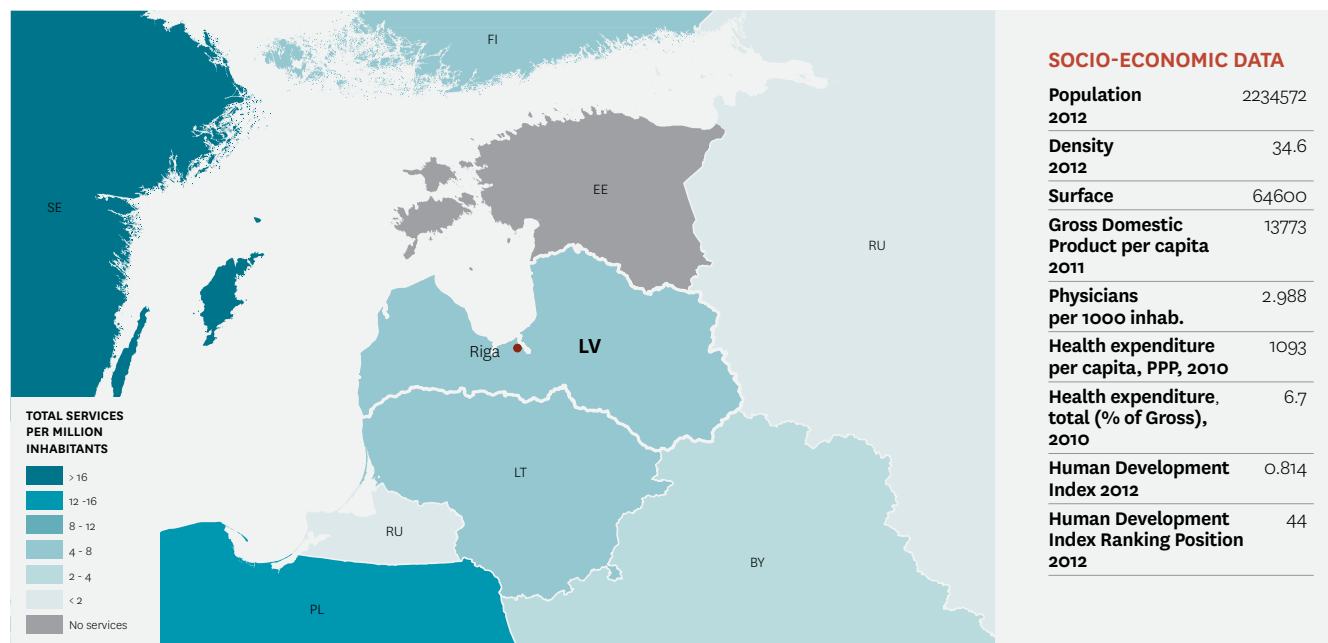 FI
SE
EE
RU
Riga
LV
LT
RU
BY
PL
TOTAL SERVICES
PER MILLION
INHABITANTS
> 16
12 -16
8 - 12
4 - 8
2 - 4
< 2
No services
SOCIO-ECONOMIC DATA
Population 2234572
2012
Density 34.6
2012
Surface 64600
Gross Domestic 13773
Product per capita
2011
Physicians 2.988
per 1000 inhab.
Health expenditure 1093
per capita, PPP, 2010
Health expenditure, 6.7
total (% of Gross),
2010
Human Development 0.814
Index 2012
Human Development 44
Index Ranking Position
2012